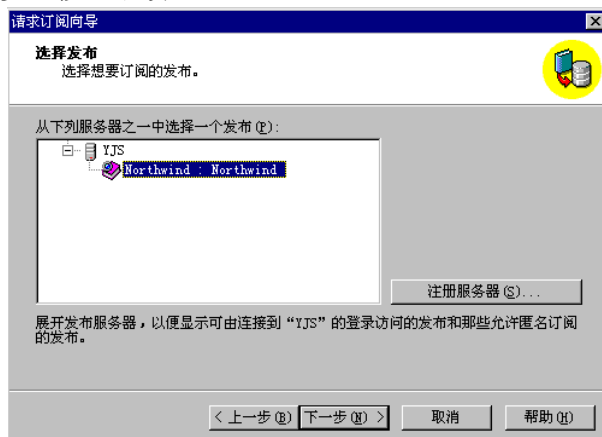 请求订阅向导
选择发布
选择想要订阅的发布。
从下列服务器之一中选择一个发布(P):
YJS
Northwind : Northwind
注册服务器(S)...
展开发布服务器，以便显示可由连接到“YJS”的登录访问的发布和那些允许匿名订阅
的发布。
< 上一步(B) 下一步(N) > 取消 帮助(H)